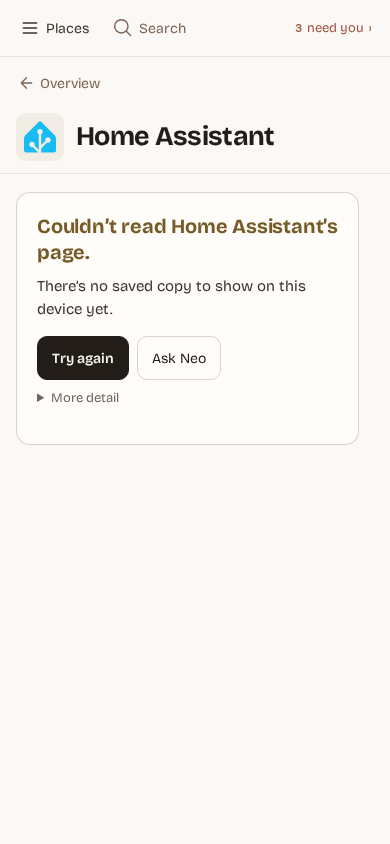 Places
Search
3 need you ›
← Overview
Home Assistant
Couldn’t read Home Assistant’s
page.
There’s no saved copy to show on this
device yet.
Try again
Ask Neo
▶ More detail